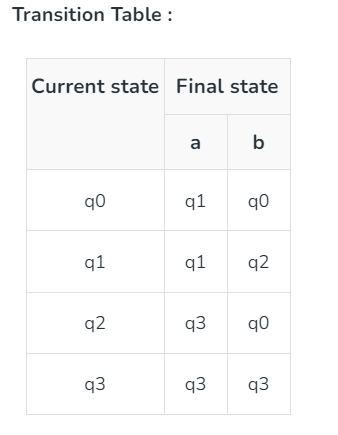 Transition Table :
Current state Final state
a b
q0 q1 q0
q1 q1 q2
q2 q3 q0
q3 q3 q3